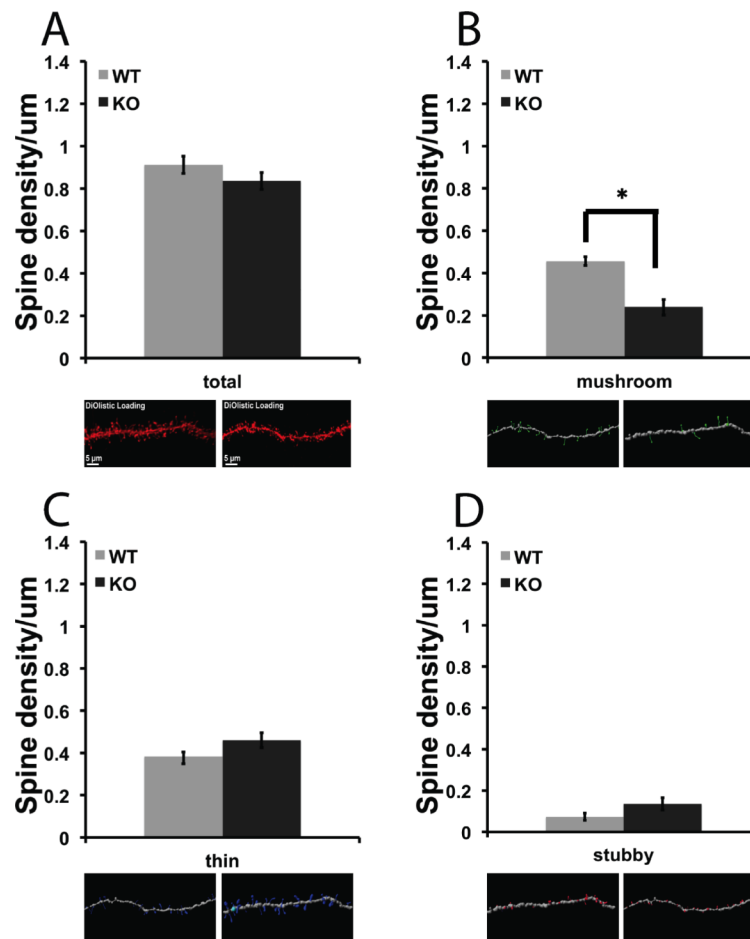 A
Spine density/um
1.4
1.2
1
0.8
0.6
0.4
0.2
0
WT
KO
total
DiOlistic Loading
5 µm
DiOlistic Loading
5 µm
B
Spine density/um
1.4
1.2
1
0.8
0.6
0.4
0.2
0
WT
KO
*
mushroom
C
Spine density/um
1.4
1.2
1
0.8
0.6
0.4
0.2
0
WT
KO
thin
D
Spine density/um
1.4
1.2
1
0.8
0.6
0.4
0.2
0
WT
KO
stubby